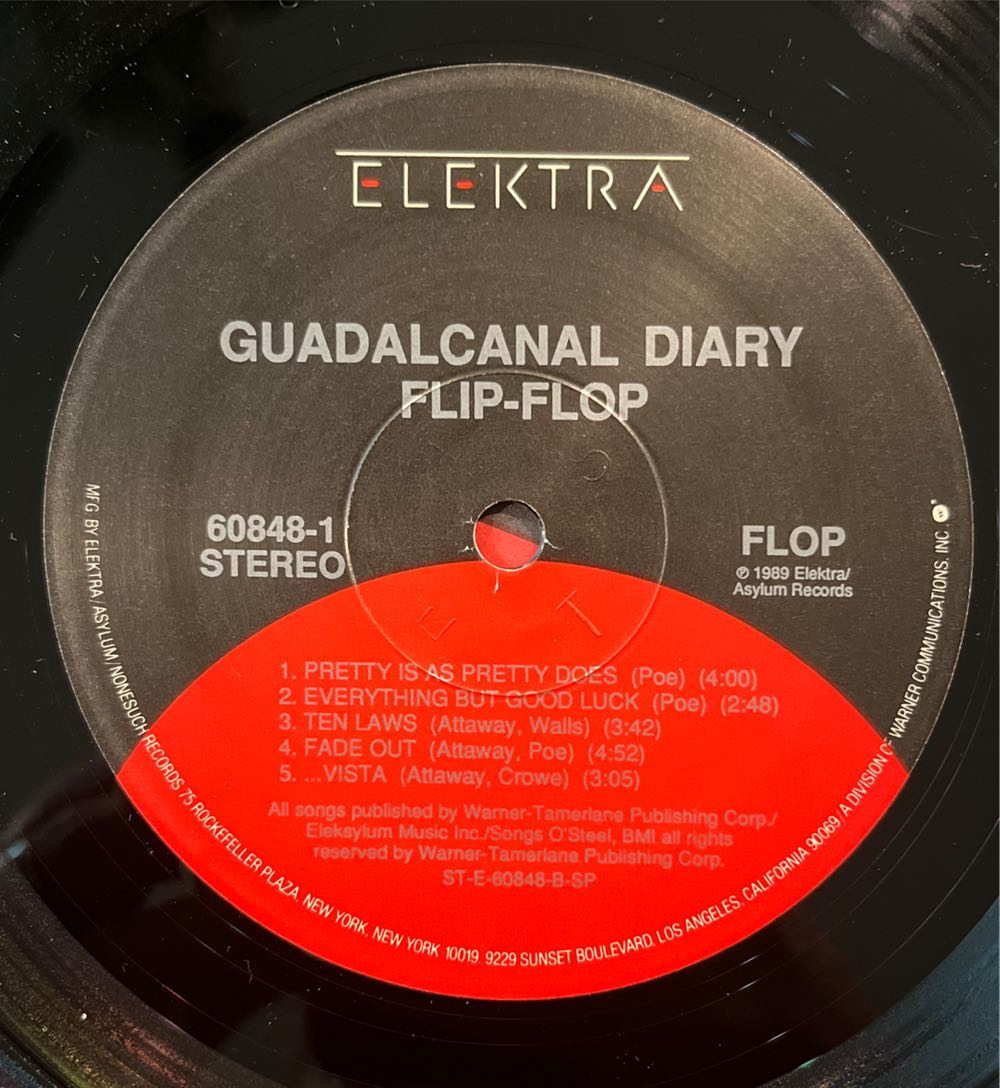 ELEKTRA
GUADALCANAL DIARY
FLIP-FLOP
60848-1
STEREO
FLOP
℗ 1989 Elektra/
Asylum Records
1. PRETTY IS AS PRETTY DOES (Poe) (4:00)
2. EVERYTHING BUT GOOD LUCK (Poe) (2:48)
3. TEN LAWS (Attaway, Walls) (3:42)
4. FADE OUT (Attaway, Poe) (4:52)
5. ...VISTA (Attaway, Crowe) (3:05)
All songs published by Warner-Tamerlane Publishing Corp./
Eleksylum Music Inc./Songs O'Steel, BMI all rights
reserved by Warner-Tamerlane Publishing Corp.
ST-E-60848-B-SP
MFG BY ELEKTRA/ASYLUM/NONESUCH RECORDS 75 ROCKEFELLER PLAZA, NEW YORK, NEW YORK 10019. 9229 SUNSET BOULEVARD, LOS ANGELES, CALIFORNIA 90069/A DIVISION OF WARNER COMMUNICATIONS, INC.